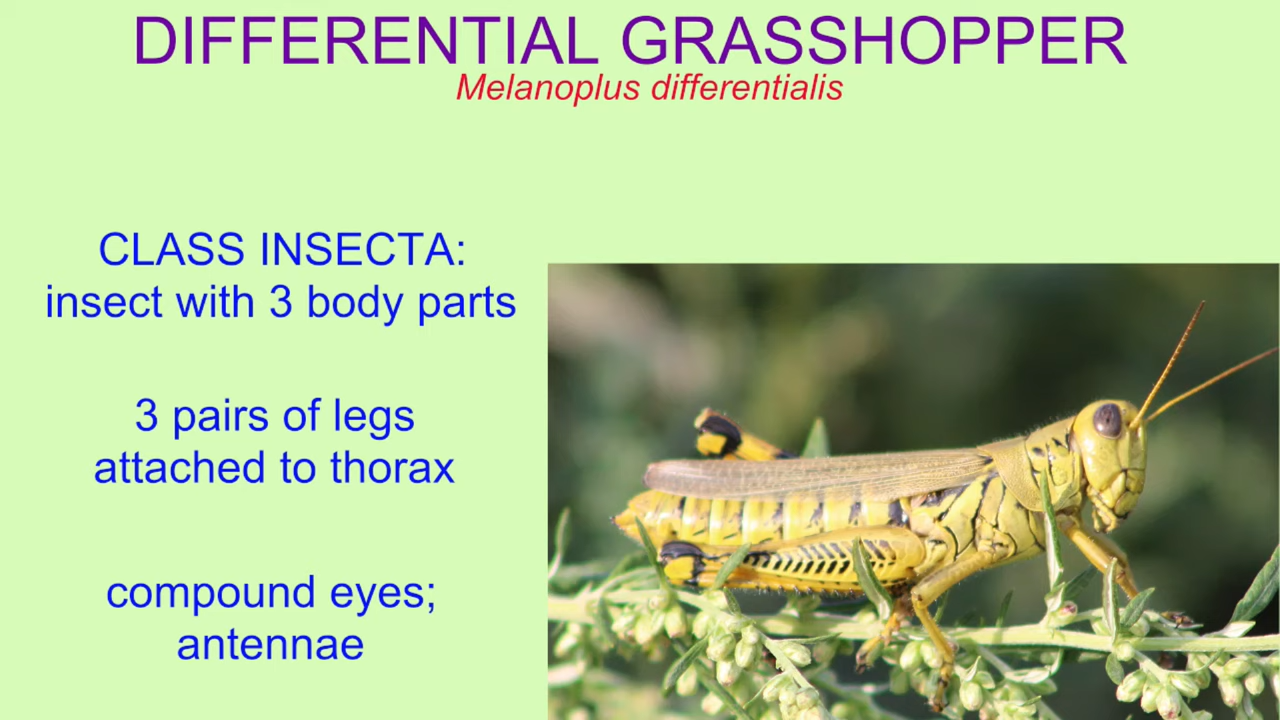 DIFFERENTIAL GRASSHOPPER
Melanoplus differentialis
CLASS INSECTA:
insect with 3 body parts
3 pairs of legs
attached to thorax
compound eyes;
antennae